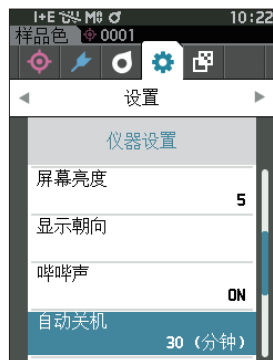 I+E M0 10:22
样品色 0001
设置
仪器设置
屏幕亮度
5
显示朝向
哔哔声
ON
自动关机
30 (分钟)